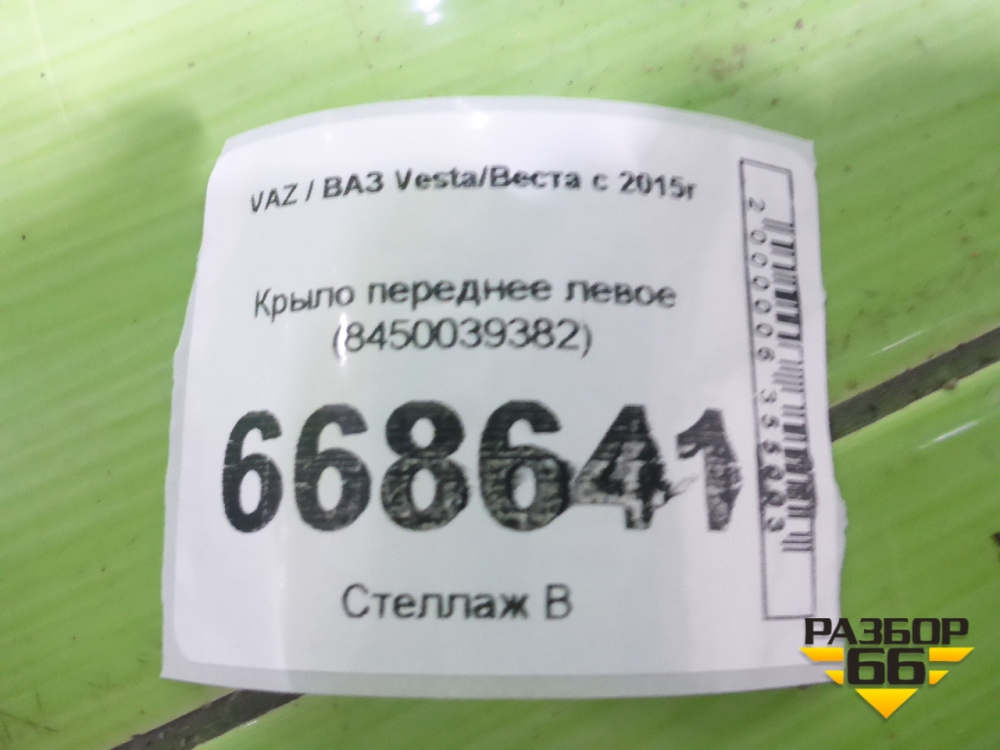 VAZ / ВАЗ Vesta/Веста с 2015г
Крыло переднее левое
(8450039382)
668641
Стеллаж В
РАЗБОР
66